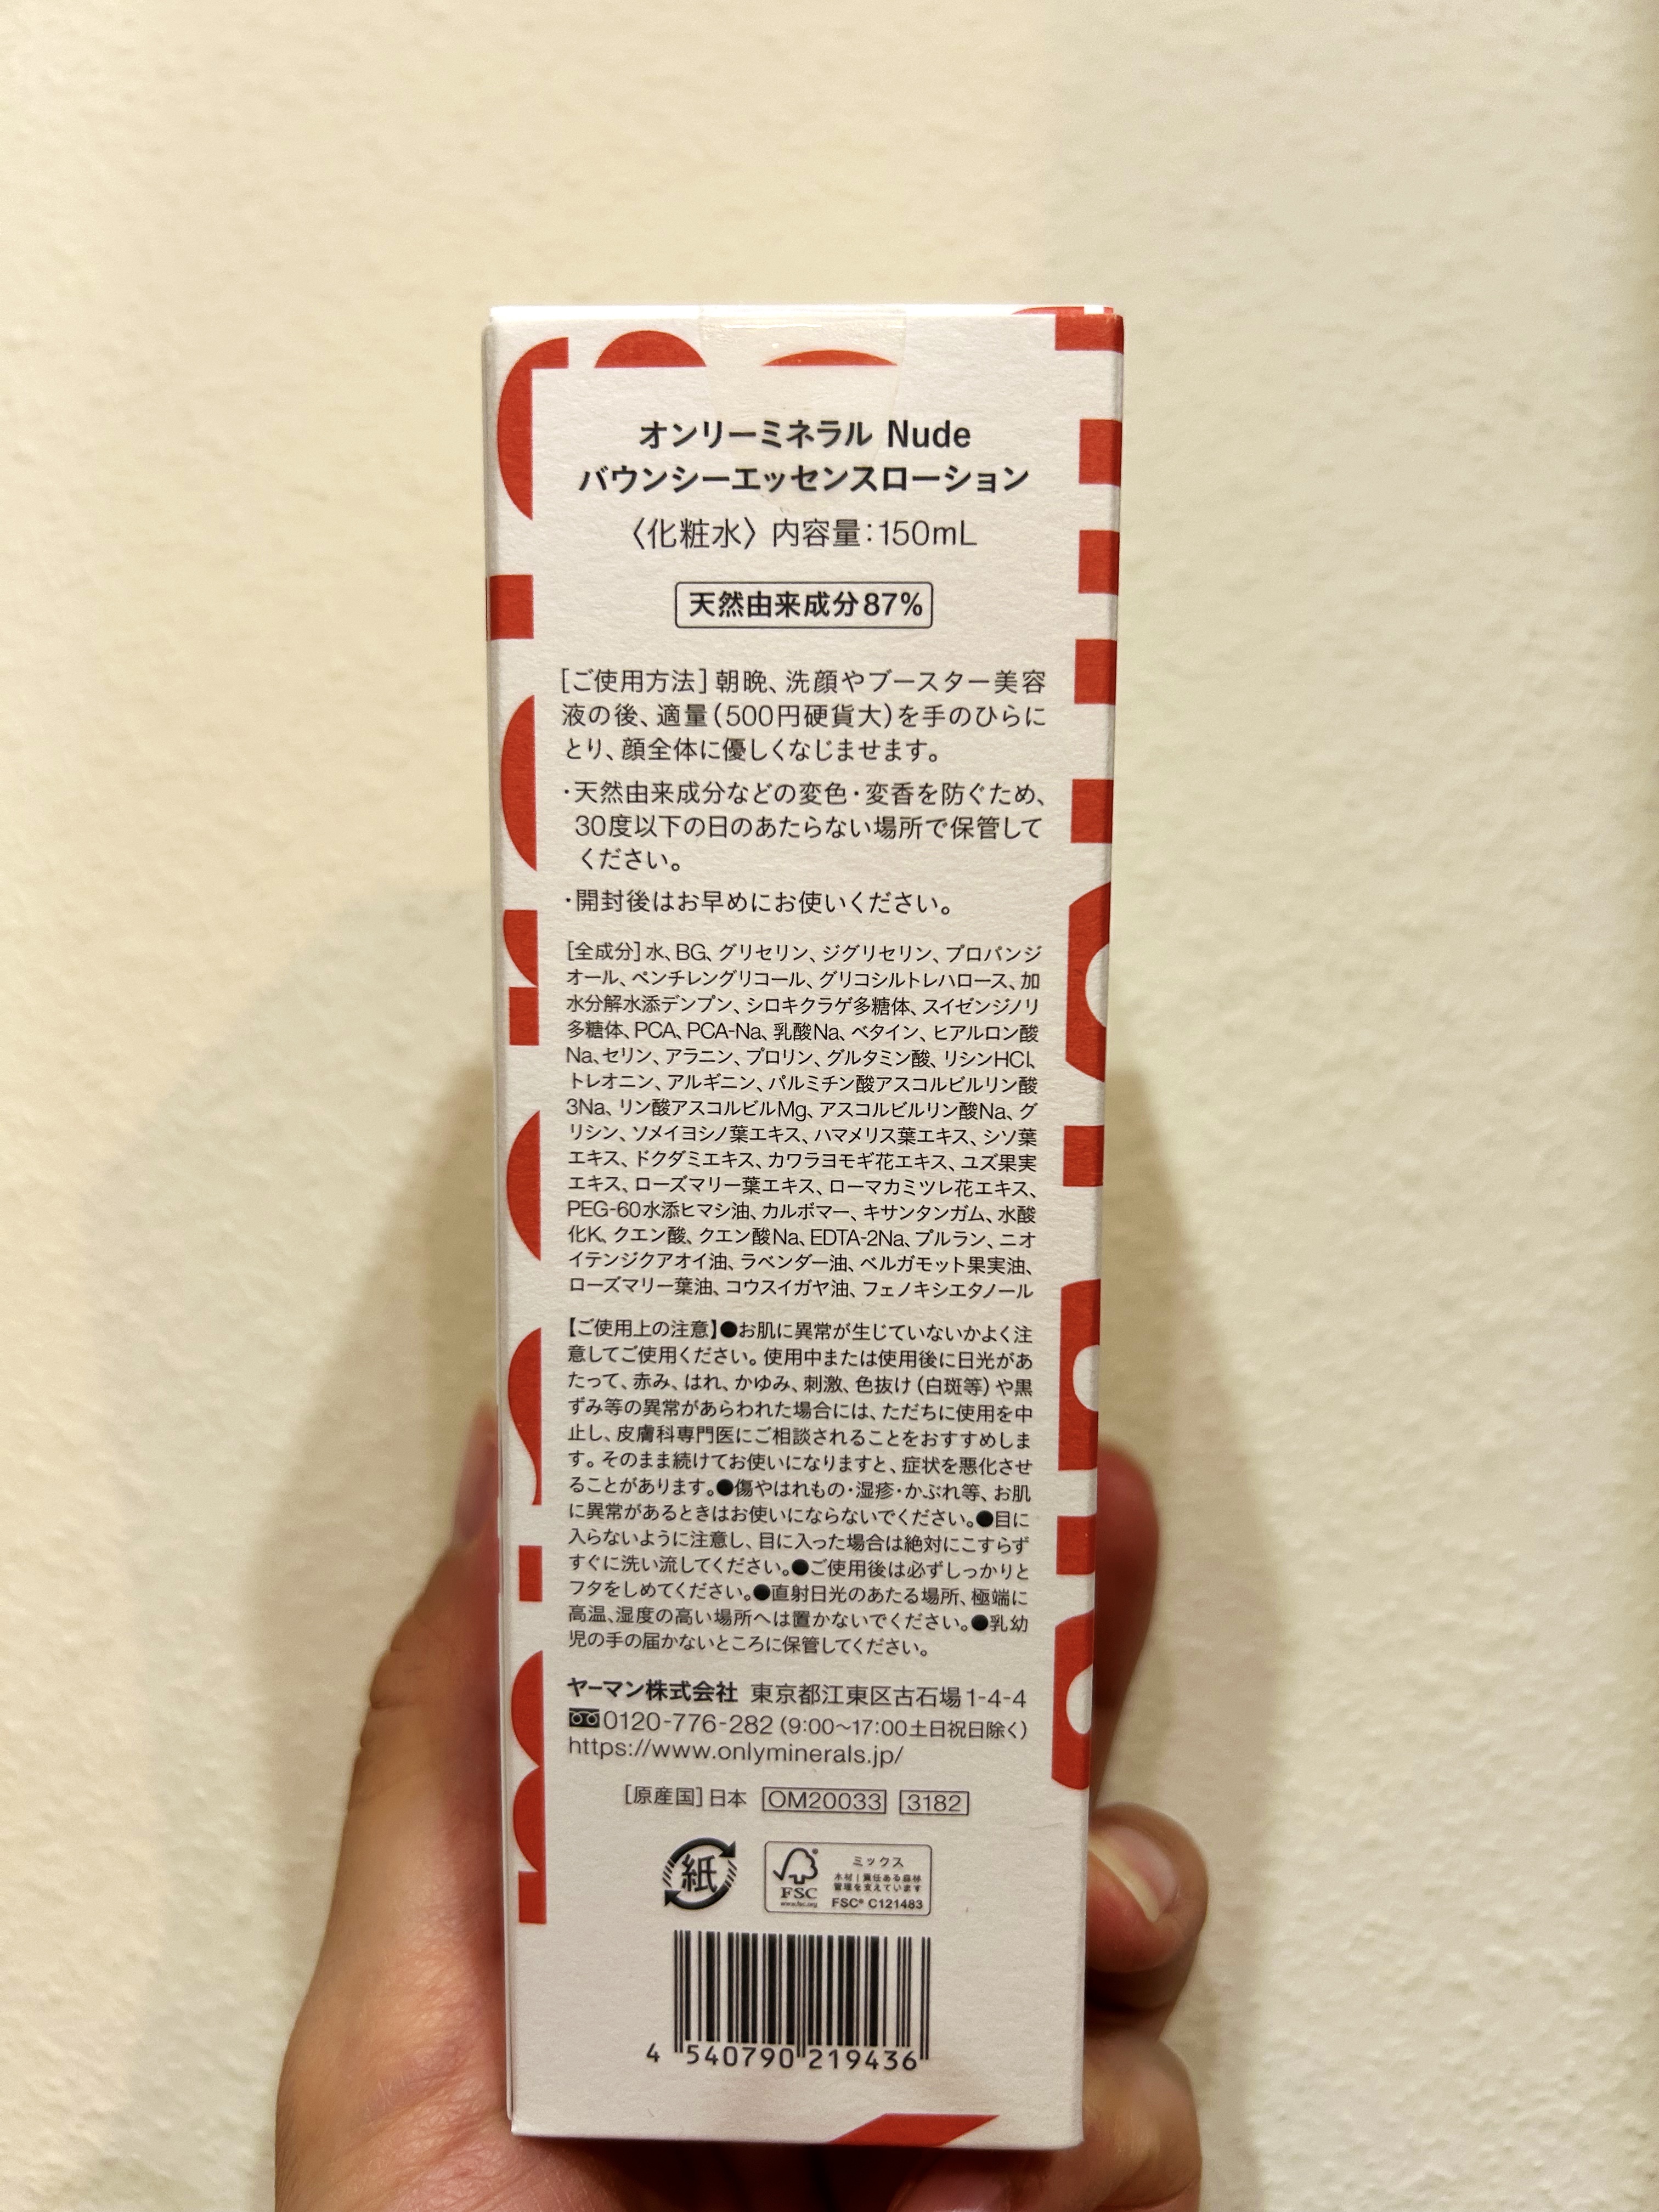 オンリーミネラル Nude
バウンシーエッセンスローション
〈化粧水〉内容量：150mL
天然由来成分87%
［ご使用方法］朝晩、洗顔やブースター美容
液の後、適量（500円硬貨大）を手のひらに
とり、顔全体に優しくなじませます。
・天然由来成分などの変色・変香を防ぐため、
30度以下の日のあたらない場所で保管して
ください。
・開封後はお早めにお使いください。
［全成分］水、BG、グリセリン、ジグリセリン、プロパンジ
オール、ペンチレングリコール、グリコシルトレハロース、加
水分解水添デンプン、シロキクラゲ多糖体、スイゼンジノリ
多糖体、PCA、PCA-Na、乳酸Na、ベタイン、ヒアルロン酸
Na、セリン、アラニン、プロリン、グルタミン酸、リシンHCl、
トレオニン、アルギニン、パルミチン酸アスコルビルリン酸
3Na、リン酸アスコルビルMg、アスコルビルリン酸Na、グ
リシン、ソメイヨシノ葉エキス、ハマメリス葉エキス、シソ葉
エキス、ドクダミエキス、カワラヨモギ花エキス、ユズ果実
エキス、ローズマリー葉エキス、ローマカミツレ花エキス、
PEG-60水添ヒマシ油、カルボマー、キサンタンガム、水酸
化K、クエン酸、クエン酸Na、EDTA-2Na、プルラン、ニオ
イテンジクアオイ油、ラベンダー油、ベルガモット果実油、
ローズマリー葉油、コウスイガヤ油、フェノキシエタノール
【ご使用上の注意】●お肌に異常が生じていないかよく注
意してご使用ください。使用中または使用後に日光があ
たって、赤み、はれ、かゆみ、刺激、色抜け（白斑等）や黒
ずみ等の異常があらわれた場合には、ただちに使用を中
止し、皮膚科専門医にご相談されることをおすすめしま
す。そのまま続けてお使いになりますと、症状を悪化させ
ることがあります。●傷やはれもの・湿疹・かぶれ等、お肌
に異常があるときはお使いにならないでください。●目に
入らないように注意し、目に入った場合は絶対にこすらず
すぐに洗い流してください。●ご使用後は必ずしっかりと
フタをしめてください。●直射日光のあたる場所、極端に
高温、湿度の高い場所へは置かないでください。●乳幼
児の手の届かないところに保管してください。
ヤーマン株式会社 東京都江東区古石場1-4-4
0120-776-282（9:00〜17:00土日祝日除く）
https://www.onlyminerals.jp/
［原産国］日本 OM20033 3182
紙
FSC
www.fsc.org
ミックス
木材｜責任ある森林
管理を支えています
FSC® C121483
4 540790 219436